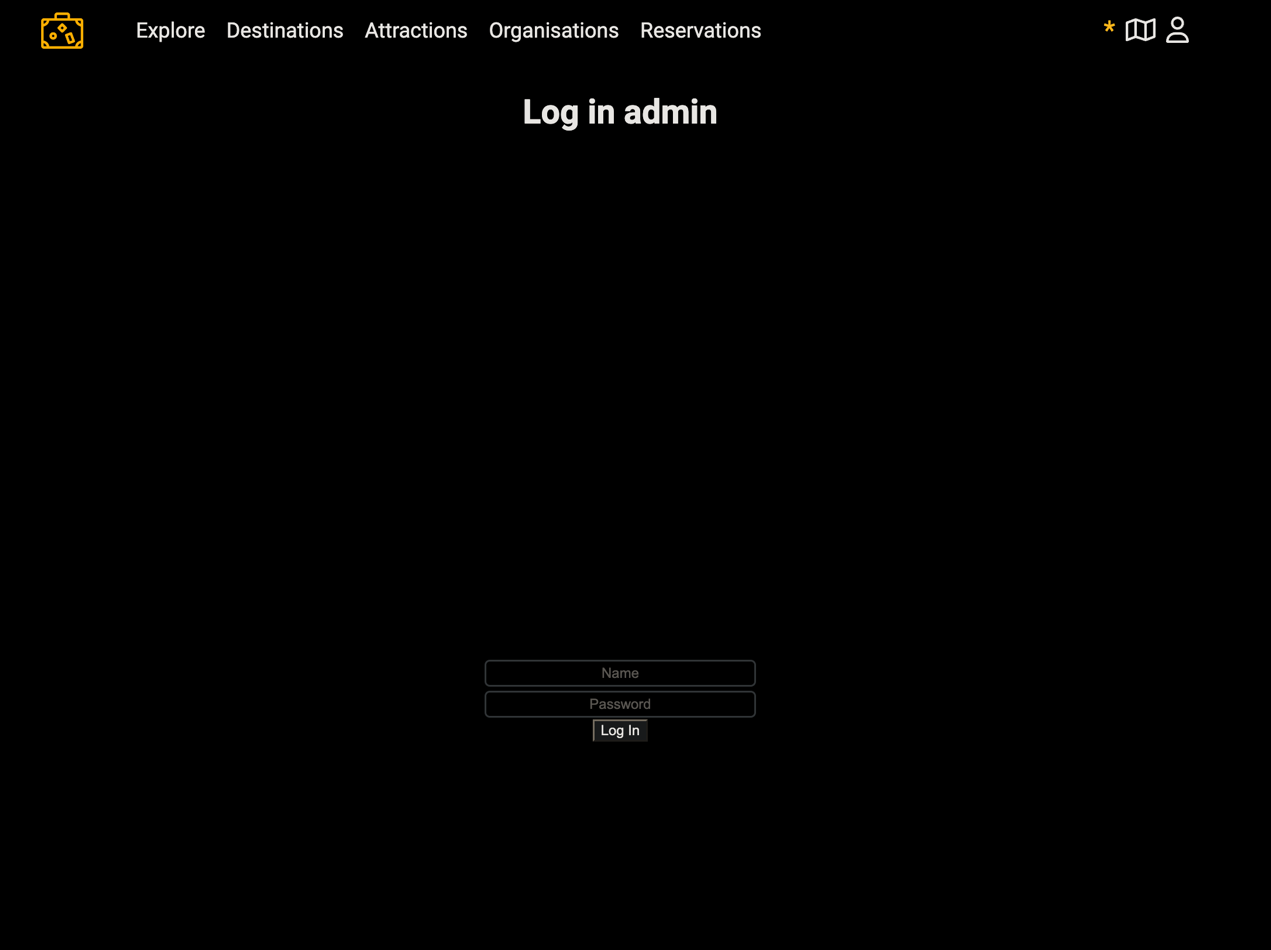 Explore Destinations Attractions Organisations Reservations *
Log in admin
Name
Password
Log In